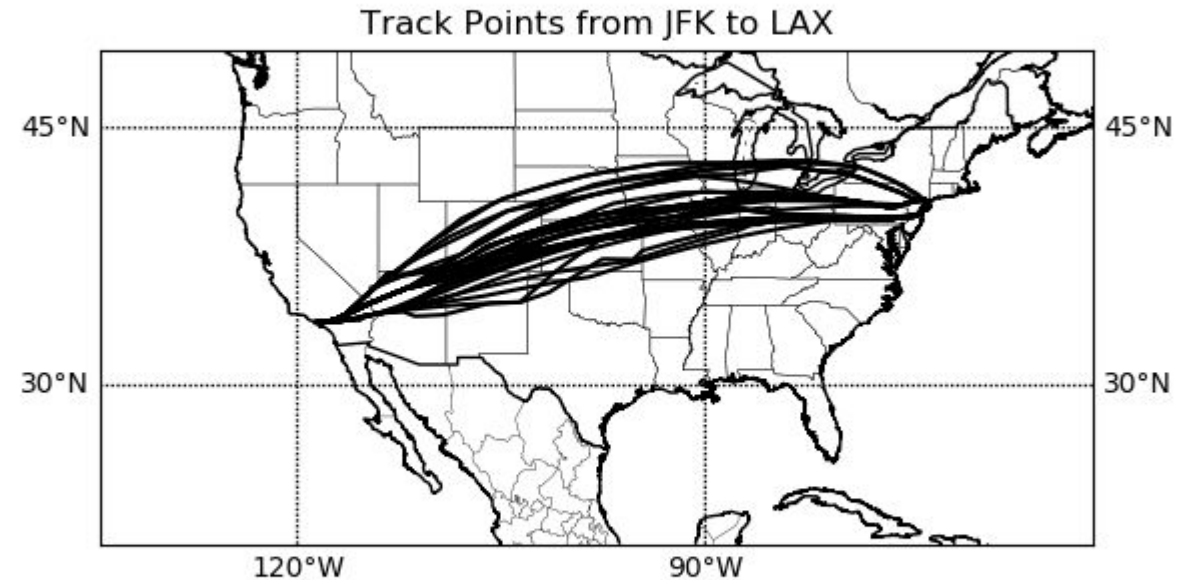 Track Points from JFK to LAX
45°N
45°N
30°N
30°N
120°W
90°W